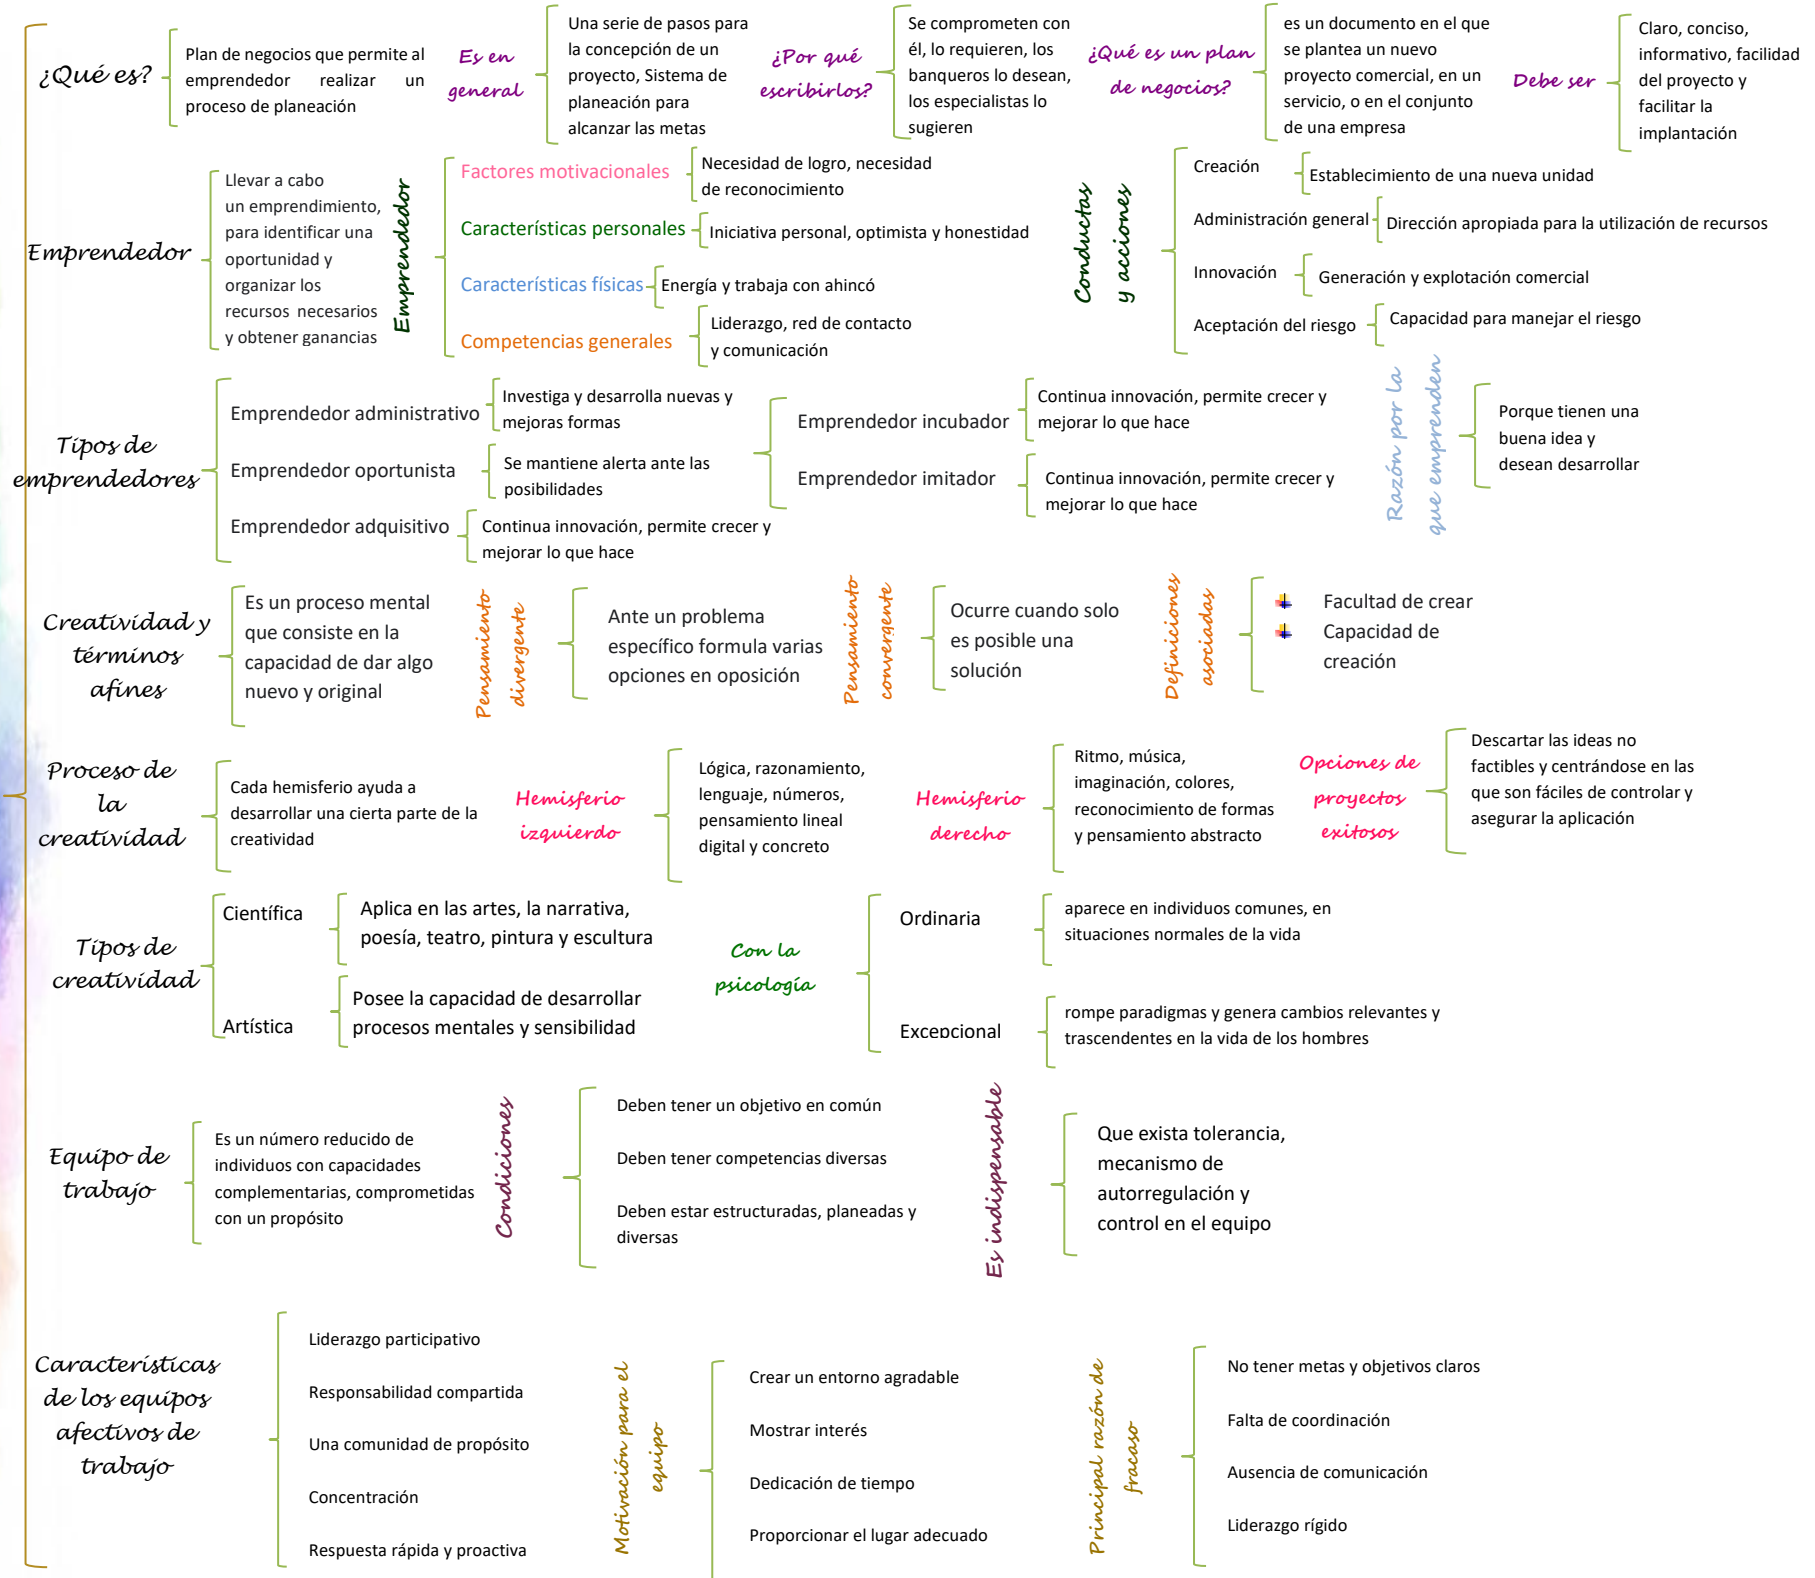 ¿Qué es?
Plan de negocios que permite al
emprendedor realizar un
proceso de planeación
Es en
general
Una serie de pasos para
la concepción de un
proyecto, Sistema de
planeación para
alcanzar las metas
¿Por qué
escribirlos?
Se comprometen con
él, lo requieren, los
banqueros lo desean,
los especialistas lo
sugieren
¿Qué es un plan
de negocios?
es un documento en el que
se plantea un nuevo
proyecto comercial, en un
servicio, o en el conjunto
de una empresa
Debe ser
Claro, conciso,
informativo, facilidad
del proyecto y
facilitar la
implantación
Emprendedor
Llevar a cabo
un emprendimiento,
para identificar una
oportunidad y
organizar los
recursos necesarios
y obtener ganancias
Emprendedor
Factores motivacionales
Necesidad de logro, necesidad
de reconocimiento
Características personales
Iniciativa personal, optimista y honestidad
Características físicas
Energía y trabaja con ahincó
Competencias generales
Liderazgo, red de contacto
y comunicación
Conductas
y acciones
Creación
Establecimiento de una nueva unidad
Administración general
Dirección apropiada para la utilización de recursos
Innovación
Generación y explotación comercial
Aceptación del riesgo
Capacidad para manejar el riesgo
Tipos de
emprendedores
Emprendedor administrativo
Investiga y desarrolla nuevas y
mejoras formas
Emprendedor oportunista
Se mantiene alerta ante las
posibilidades
Emprendedor adquisitivo
Continua innovación, permite crecer y
mejorar lo que hace
Emprendedor incubador
Continua innovación, permite crecer y
mejorar lo que hace
Emprendedor imitador
Continua innovación, permite crecer y
mejorar lo que hace
Razón por la
que emprenden
Porque tienen una
buena idea y
desean desarrollar
Creatividad y
términos
afines
Es un proceso mental
que consiste en la
capacidad de dar algo
nuevo y original
Pensamiento
divergente
Ante un problema
específico formula varias
opciones en oposición
Pensamiento
convergente
Ocurre cuando solo
es posible una
solución
Definiciones
asociadas
Facultad de crear
Capacidad de
creación
Proceso de
la
creatividad
Cada hemisferio ayuda a
desarrollar una cierta parte de la
creatividad
Hemisferio
izquierdo
Lógica, razonamiento,
lenguaje, números,
pensamiento lineal
digital y concreto
Hemisferio
derecho
Ritmo, música,
imaginación, colores,
reconocimiento de formas
y pensamiento abstracto
Opciones de
proyectos
exitosos
Descartar las ideas no
factibles y centrándose en las
que son fáciles de controlar y
asegurar la aplicación
Tipos de
creatividad
Científica
Aplica en las artes, la narrativa,
poesía, teatro, pintura y escultura
Artística
Posee la capacidad de desarrollar
procesos mentales y sensibilidad
Con la
psicología
Ordinaria
aparece en individuos comunes, en
situaciones normales de la vida
Excepcional
rompe paradigmas y genera cambios relevantes y
trascendentes en la vida de los hombres
Equipo de
trabajo
Es un número reducido de
individuos con capacidades
complementarias, comprometidas
con un propósito
Condiciones
Deben tener un objetivo en común
Deben tener competencias diversas
Deben estar estructuradas, planeadas y
diversas
Es indispensable
Que exista tolerancia,
mecanismo de
autorregulación y
control en el equipo
Características
de los equipos
afectivos de
trabajo
Liderazgo participativo
Responsabilidad compartida
Una comunidad de propósito
Concentración
Respuesta rápida y proactiva
Motivación para el
equipo
Crear un entorno agradable
Mostrar interés
Dedicación de tiempo
Proporcionar el lugar adecuado
Principal razón de
fracaso
No tener metas y objetivos claros
Falta de coordinación
Ausencia de comunicación
Liderazgo rígido